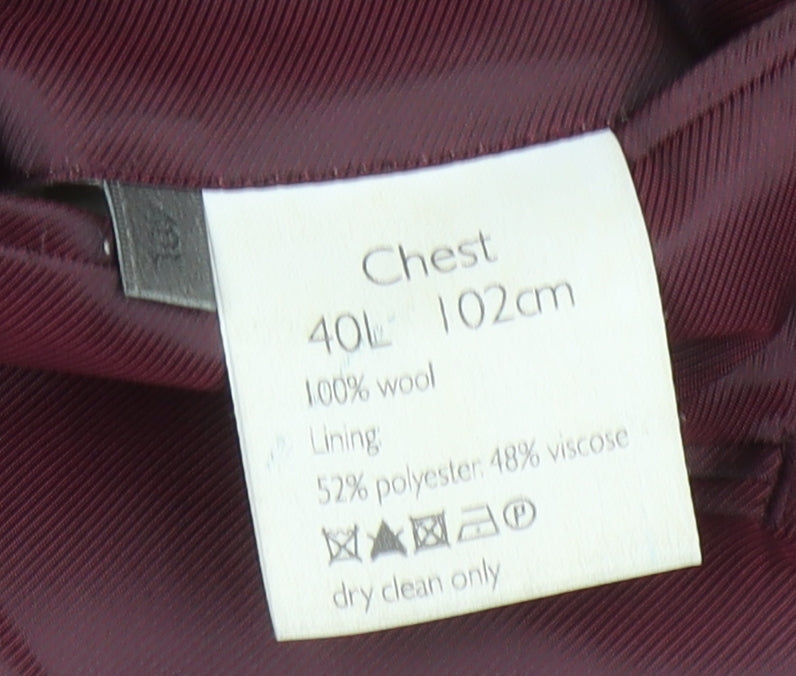 Chest
40L 102cm
100% wool
Lining:
52% polyester: 48% viscose
P
dry clean only